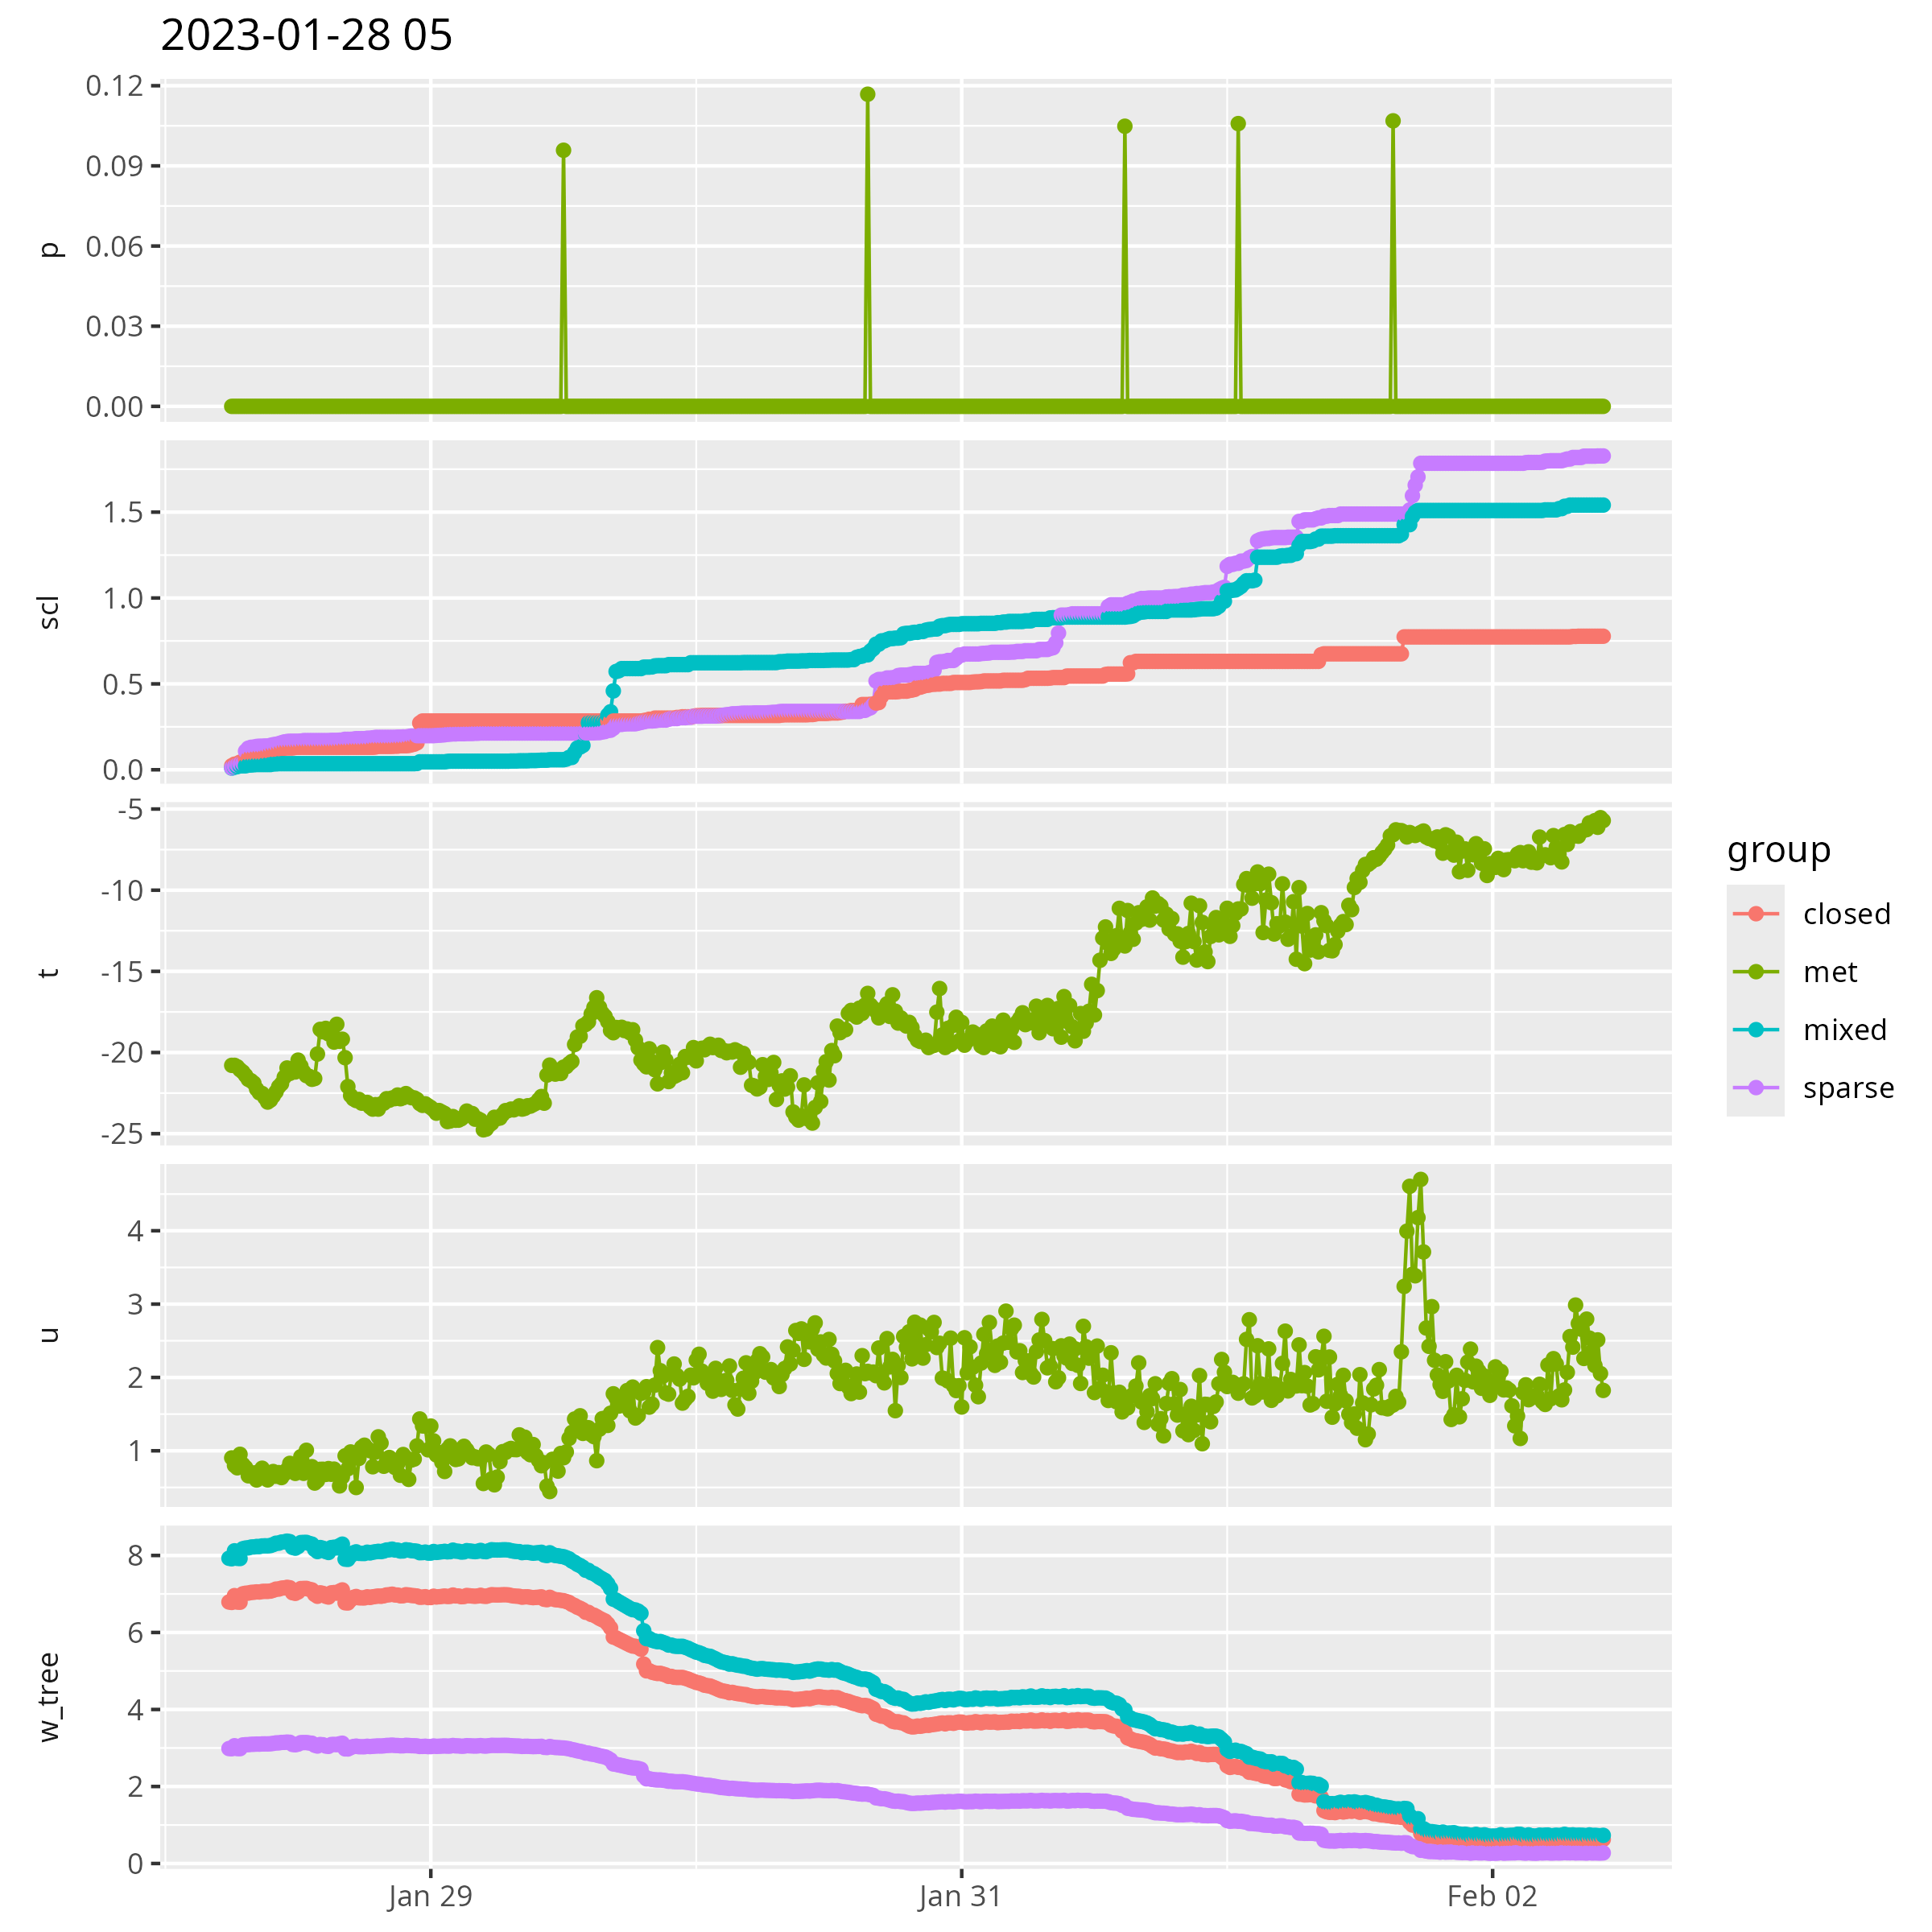 2023-01-28 05
0.12
0.09
0.06
0.03
0.00
p
1.5
1.0
0.5
0.0
scl
-5
-10
-15
-20
-25
t
4
3
2
1
u
8
6
4
2
0
w_tree
Jan 29
Jan 31
Feb 02
group
closed
met
mixed
sparse